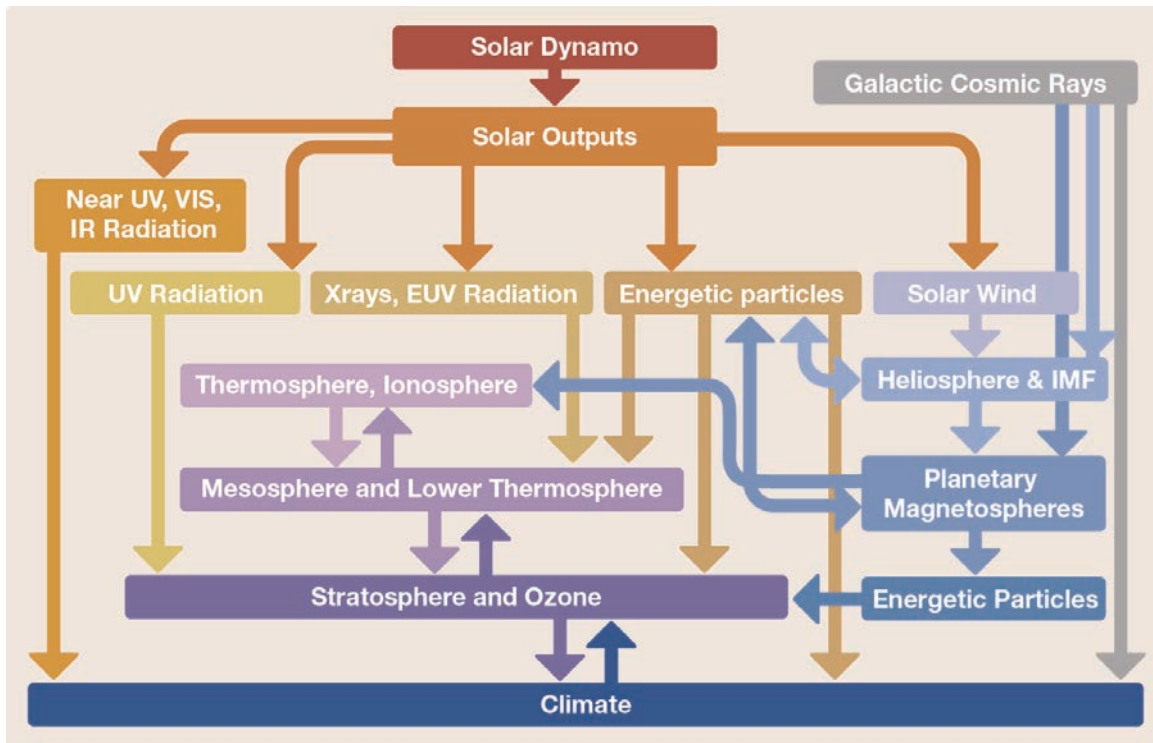 Solar Dynamo
Galactic Cosmic Rays
Solar Outputs
Near UV, VIS,
IR Radiation
UV Radiation
Xrays, EUV Radiation
Energetic particles
Solar Wind
Thermosphere, Ionosphere
Heliosphere & IMF
Mesosphere and Lower Thermosphere
Planetary
Magnetospheres
Stratosphere and Ozone
Energetic Particles
Climate